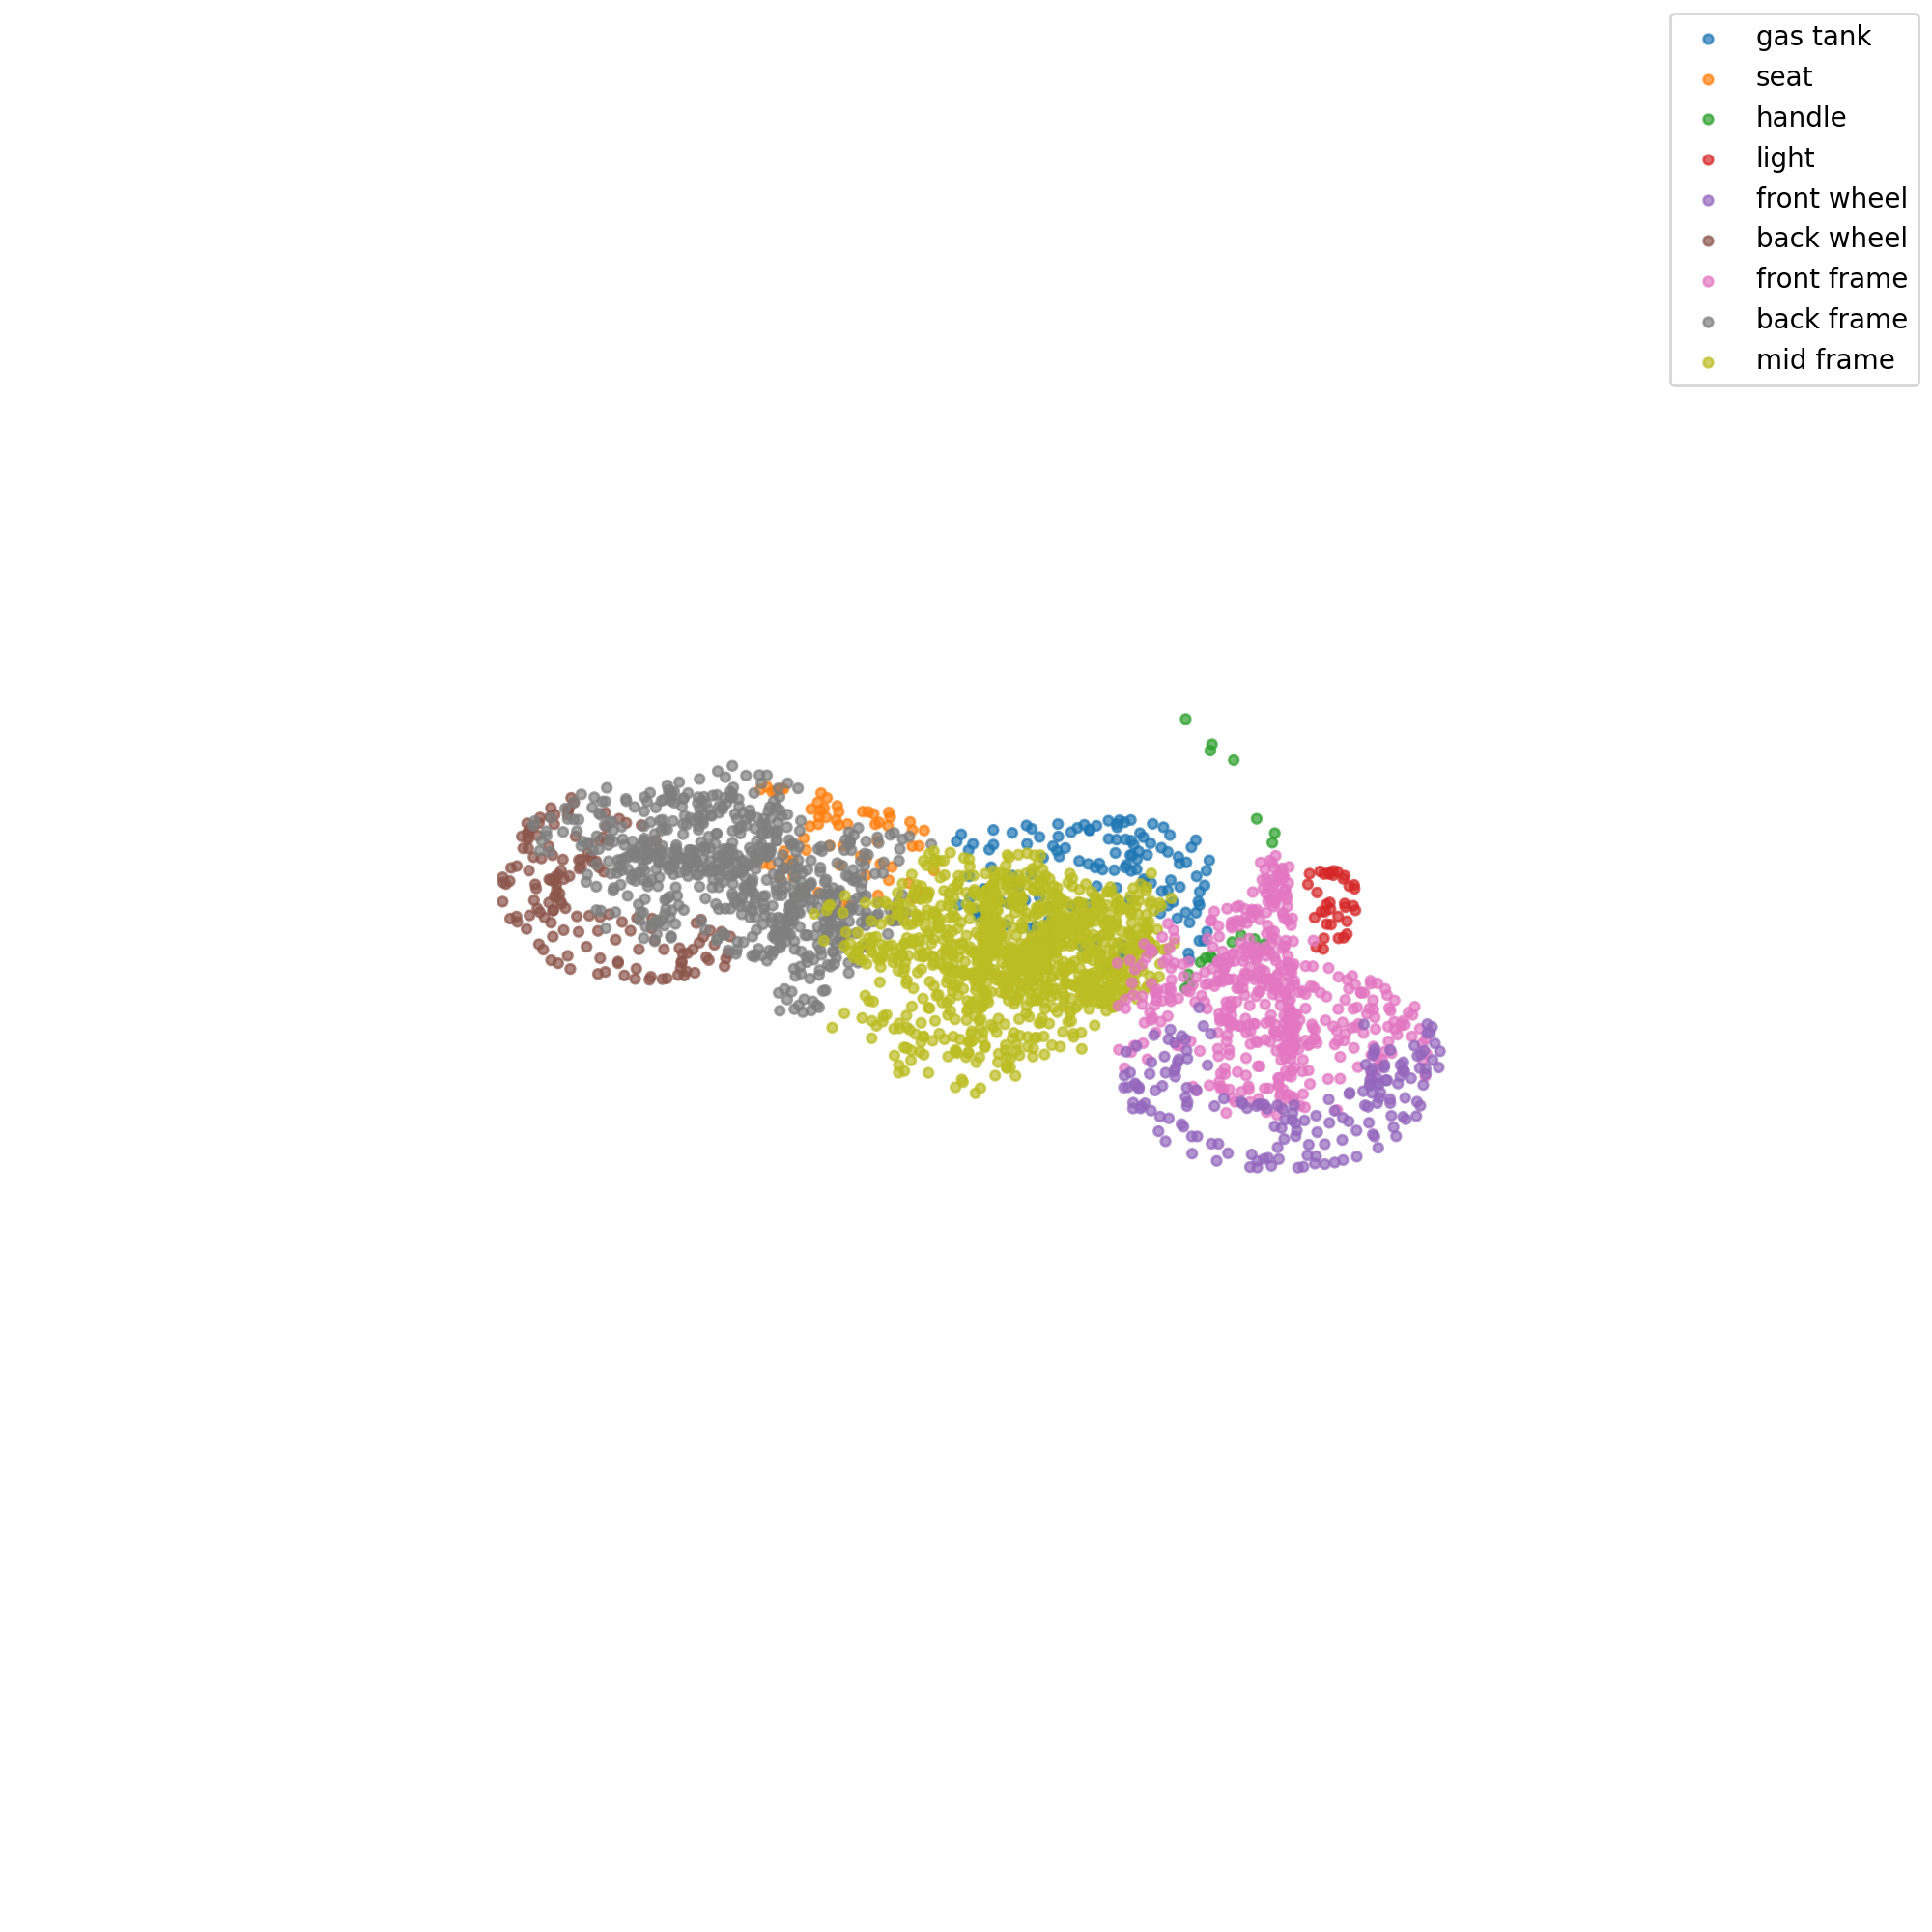 gas tank
seat
handle
light
front wheel
back wheel
front frame
back frame
mid frame